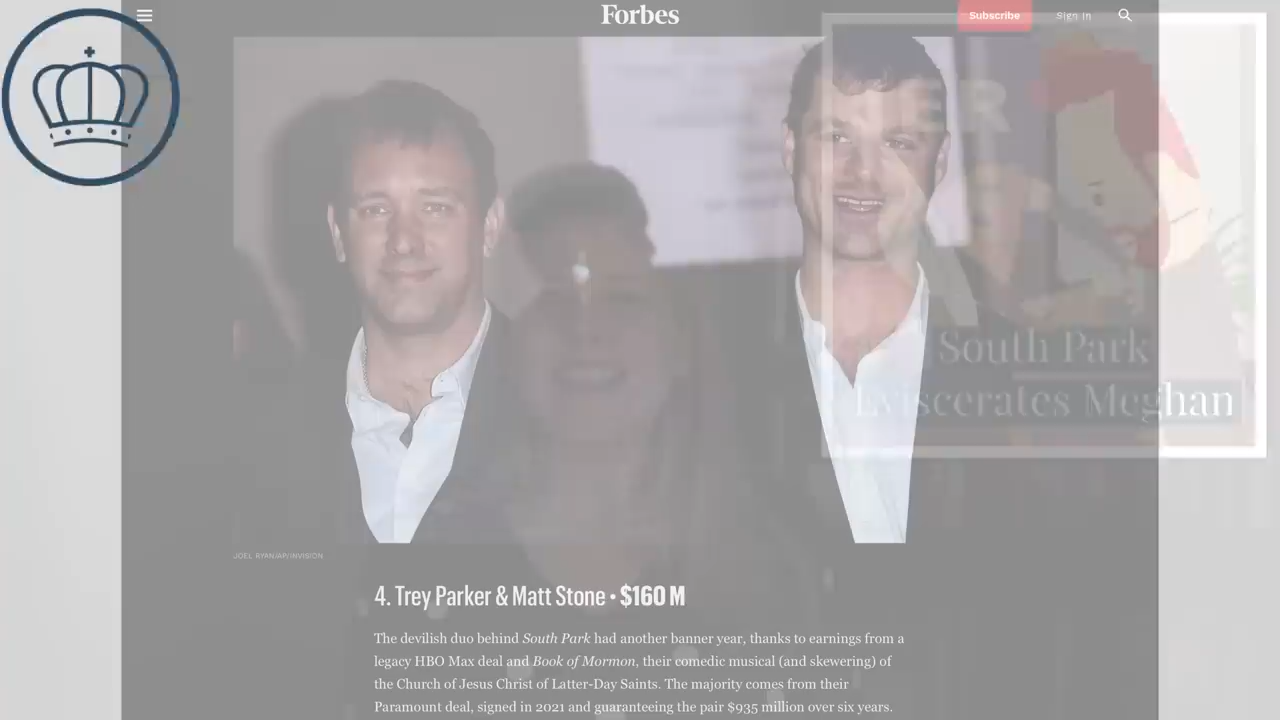 Forbes
Subscribe
Sign In
ER
South Park
Eviscerates Meghan
JOEL RYAN/AP/INVISION
4. Trey Parker & Matt Stone • $160 M
The devilish duo behind South Park had another banner year, thanks to earnings from a
legacy HBO Max deal and Book of Mormon, their comedic musical (and skewering) of
the Church of Jesus Christ of Latter-Day Saints. The majority comes from their
Paramount deal, signed in 2021 and guaranteeing the pair $935 million over six years.